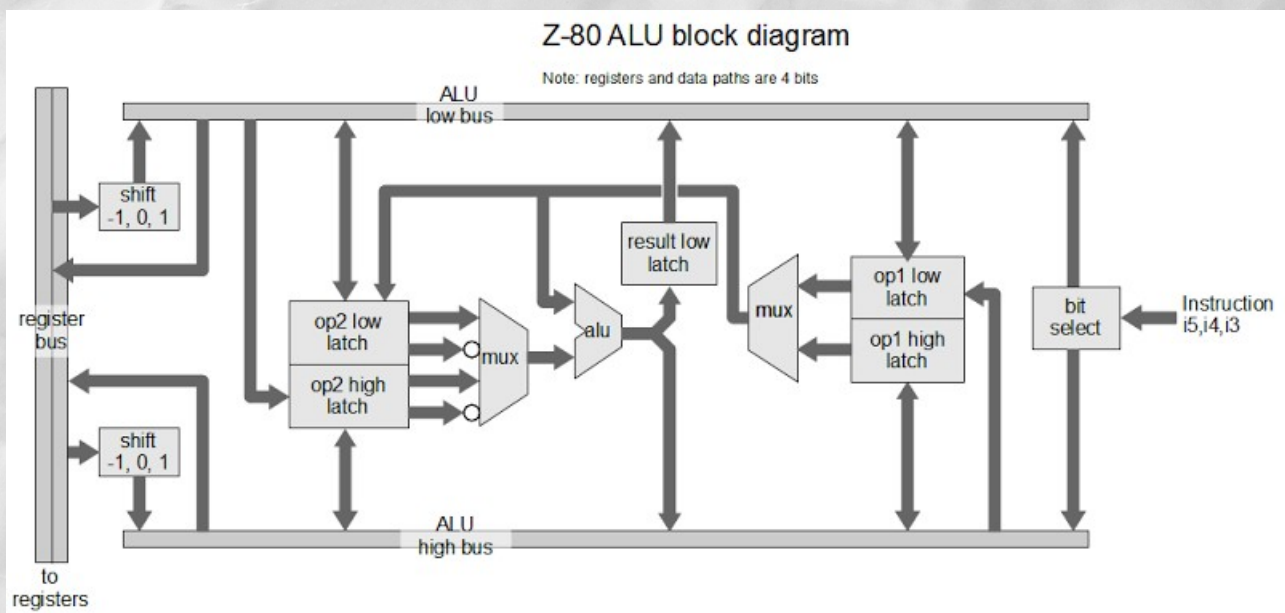 Z-80 ALU block diagram
Note: registers and data paths are 4 bits
ALU
low bus
shift
-1, 0, 1
result low
latch
op1 low
latch
mux
bit
select
Instruction
i5,i4,i3
register
bus
op2 low
latch
mux
alu
op1 high
latch
op2 high
latch
shift
-1, 0, 1
ALU
high bus
to
registers